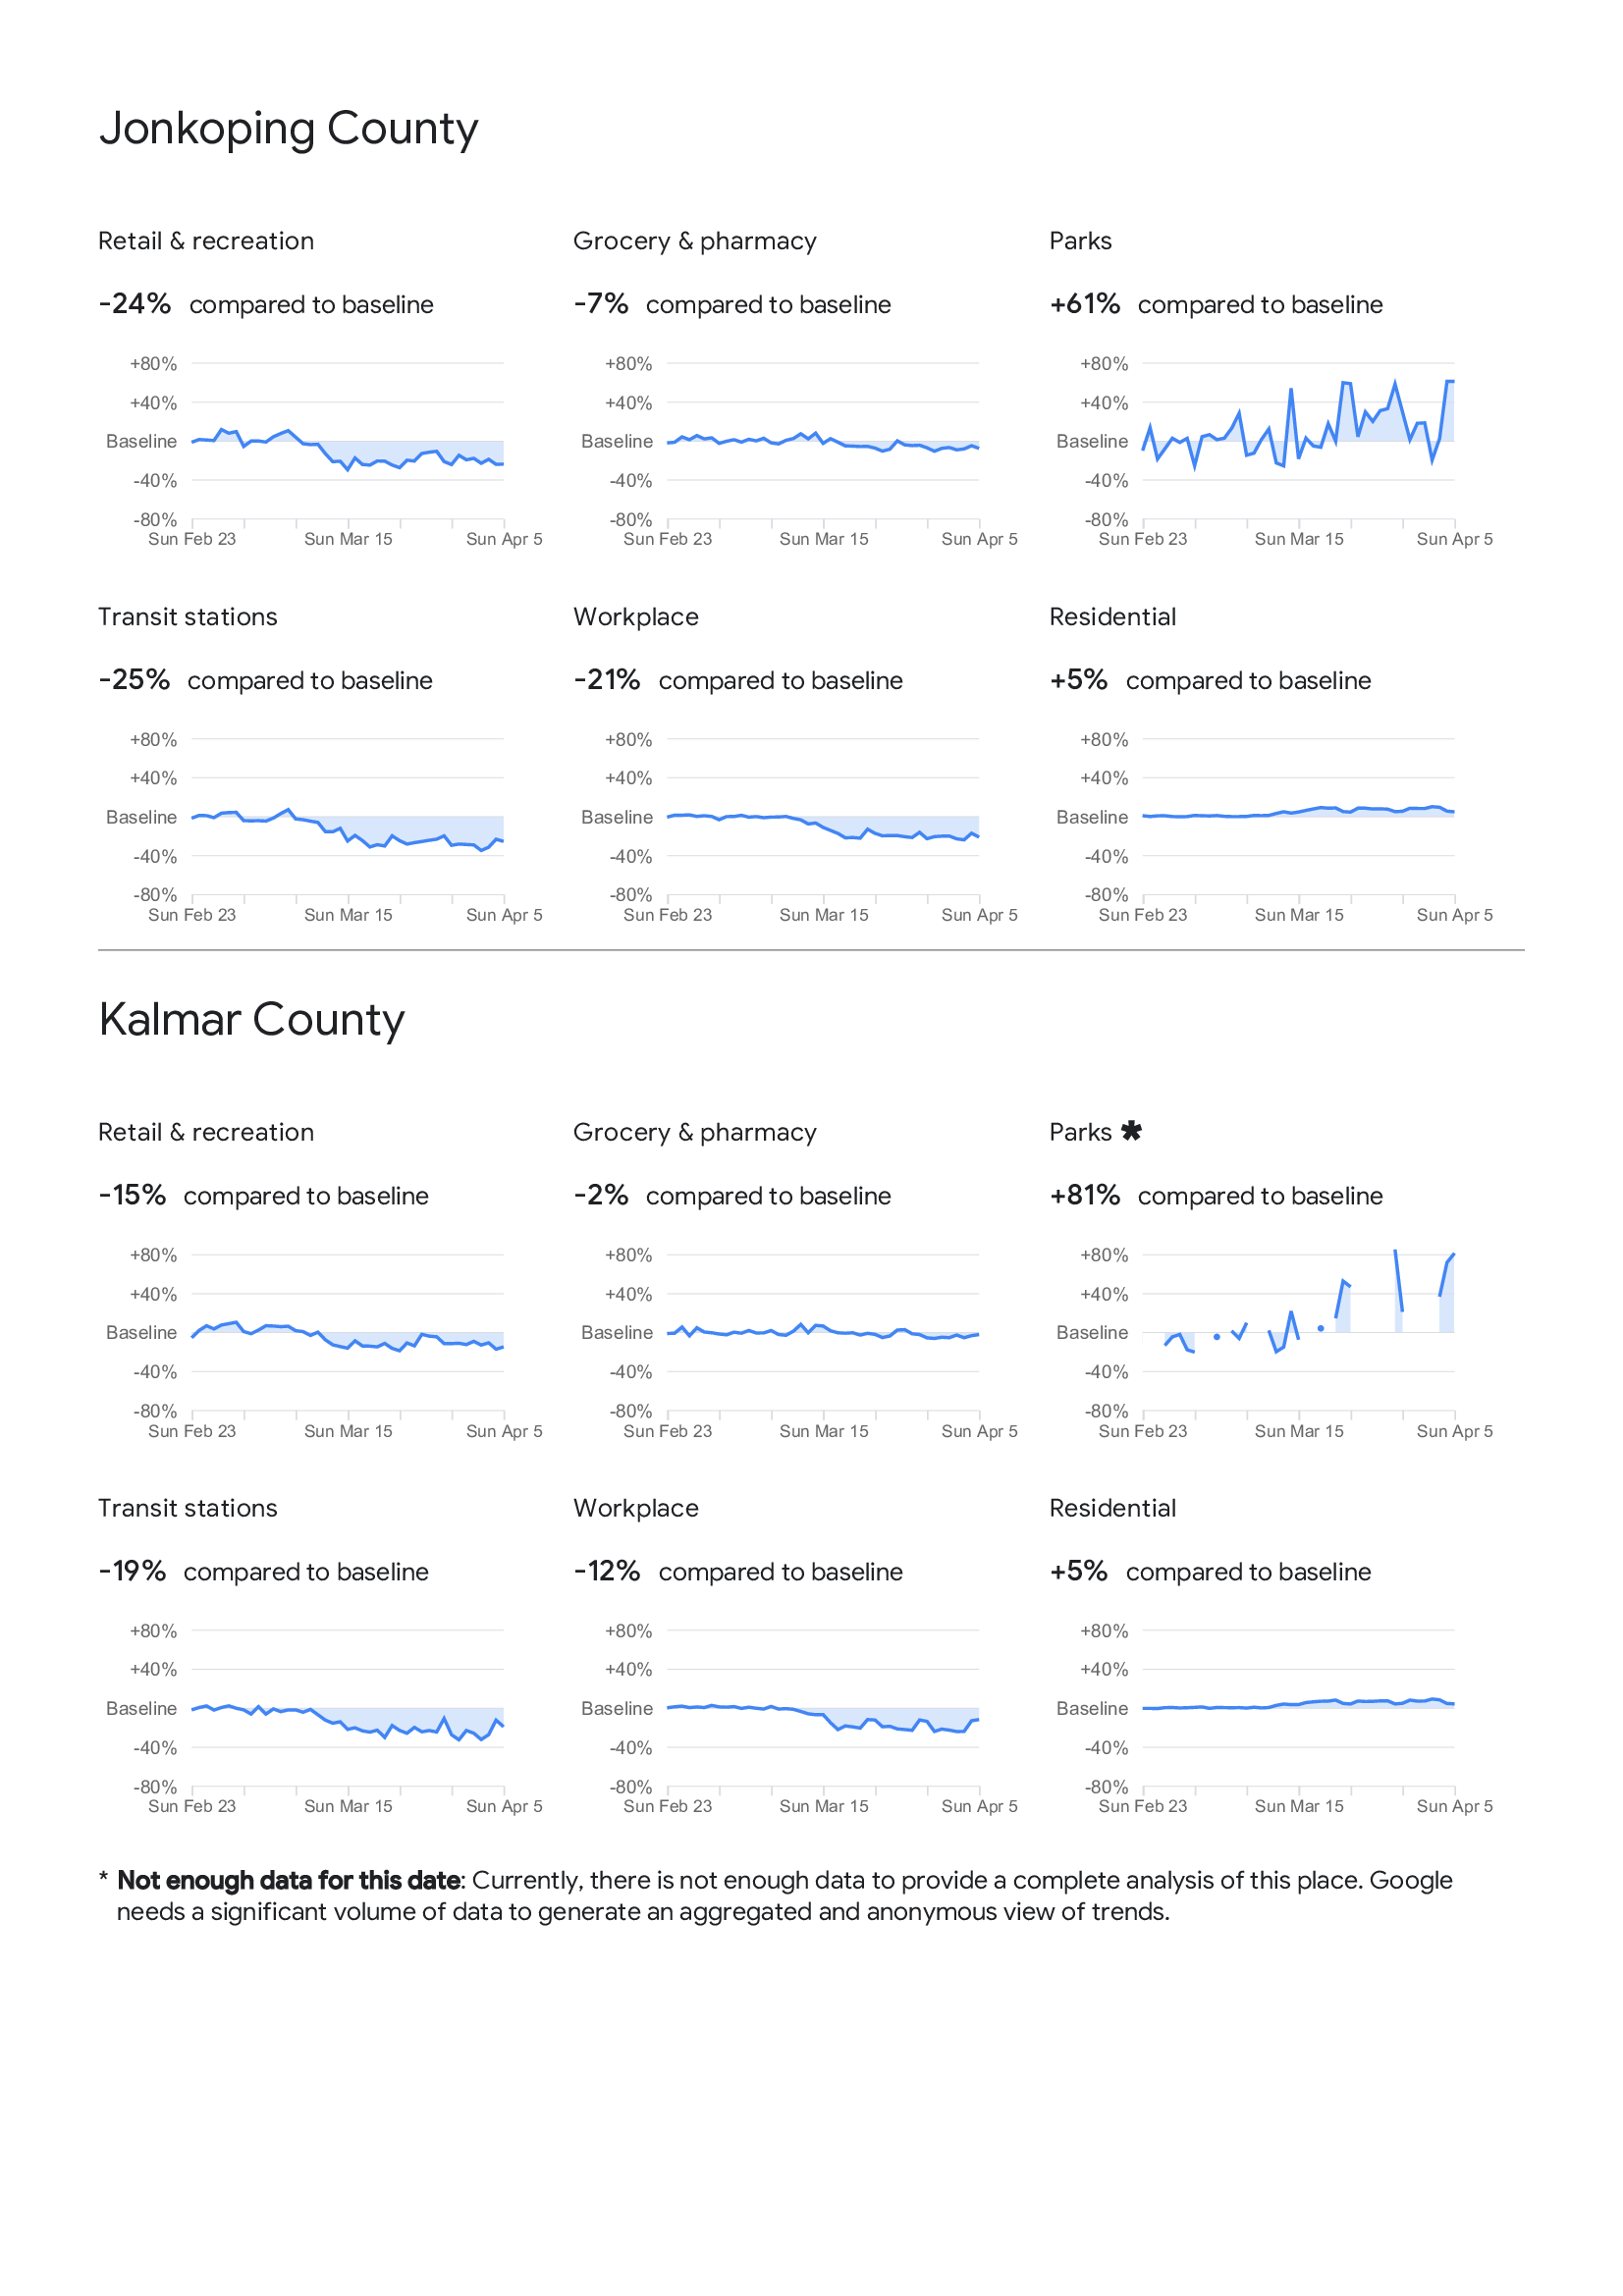 Jonkoping County
Retail & recreation
-24% compared to baseline
+80%
+40%
Baseline
-40%
-80%
Sun Feb 23 Sun Mar 15 Sun Apr 5
Grocery & pharmacy
-7% compared to baseline
+80%
+40%
Baseline
-40%
-80%
Sun Feb 23 Sun Mar 15 Sun Apr 5
Parks
+61% compared to baseline
+80%
+40%
Baseline
-40%
-80%
Sun Feb 23 Sun Mar 15 Sun Apr 5
Transit stations
-25% compared to baseline
+80%
+40%
Baseline
-40%
-80%
Sun Feb 23 Sun Mar 15 Sun Apr 5
Workplace
-21% compared to baseline
+80%
+40%
Baseline
-40%
-80%
Sun Feb 23 Sun Mar 15 Sun Apr 5
Residential
+5% compared to baseline
+80%
+40%
Baseline
-40%
-80%
Sun Feb 23 Sun Mar 15 Sun Apr 5
Kalmar County
Retail & recreation
-15% compared to baseline
+80%
+40%
Baseline
-40%
-80%
Sun Feb 23 Sun Mar 15 Sun Apr 5
Grocery & pharmacy
-2% compared to baseline
+80%
+40%
Baseline
-40%
-80%
Sun Feb 23 Sun Mar 15 Sun Apr 5
Parks *
+81% compared to baseline
+80%
+40%
Baseline
-40%
-80%
Sun Feb 23 Sun Mar 15 Sun Apr 5
Transit stations
-19% compared to baseline
+80%
+40%
Baseline
-40%
-80%
Sun Feb 23 Sun Mar 15 Sun Apr 5
Workplace
-12% compared to baseline
+80%
+40%
Baseline
-40%
-80%
Sun Feb 23 Sun Mar 15 Sun Apr 5
Residential
+5% compared to baseline
+80%
+40%
Baseline
-40%
-80%
Sun Feb 23 Sun Mar 15 Sun Apr 5
* Not enough data for this date: Currently, there is not enough data to provide a complete analysis of this place. Google
needs a significant volume of data to generate an aggregated and anonymous view of trends.